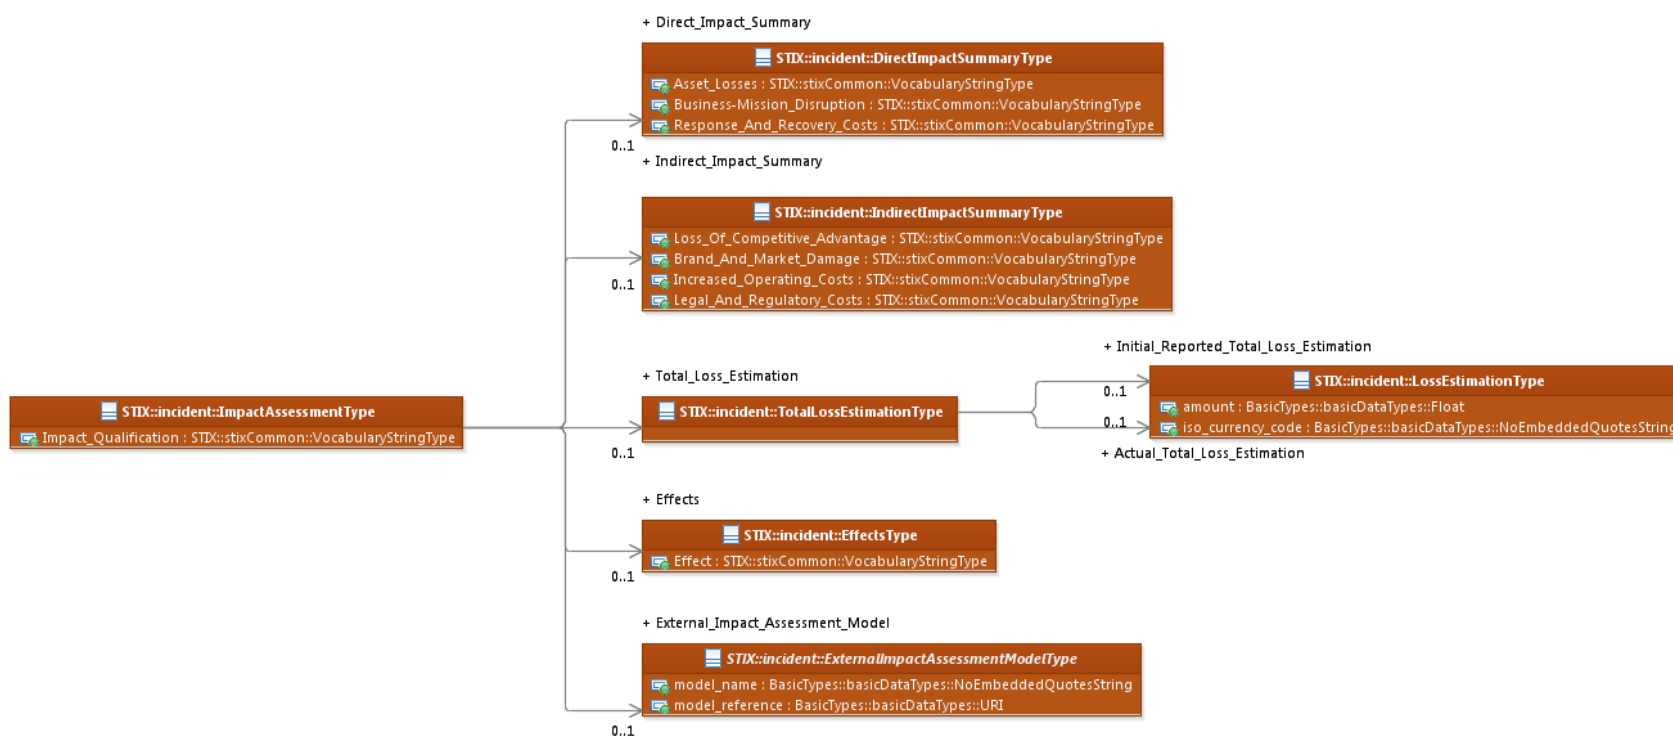 + Direct_Impact_Summary
STIX::incident::DirectImpactSummaryType
Asset_Losses : STIX::stixCommon::VocabularyStringType
Business-Mission_Disruption : STIX::stixCommon::VocabularyStringType
Response_And_Recovery_Costs : STIX::stixCommon::VocabularyStringType
0..1
+ Indirect_Impact_Summary
STIX::incident::IndirectImpactSummaryType
Loss_Of_Competitive_Advantage : STIX::stixCommon::VocabularyStringType
Brand_And_Market_Damage : STIX::stixCommon::VocabularyStringType
Increased_Operating_Costs : STIX::stixCommon::VocabularyStringType
Legal_And_Regulatory_Costs : STIX::stixCommon::VocabularyStringType
0..1
+ Total_Loss_Estimation
STIX::incident::TotalLossEstimationType
0..1
+ Initial_Reported_Total_Loss_Estimation
0..1
STIX::incident::LossEstimationType
amount : BasicTypes::basicDataTypes::Float
iso_currency_code : BasicTypes::basicDataTypes::NoEmbeddedQuotesString
0..1
+ Actual_Total_Loss_Estimation
STIX::incident::ImpactAssessmentType
Impact_Qualification : STIX::stixCommon::VocabularyStringType
+ Effects
STIX::incident::EffectsType
Effect : STIX::stixCommon::VocabularyStringType
0..1
+ External_Impact_Assessment_Model
STIX::incident::ExternalImpactAssessmentModelType
model_name : BasicTypes::basicDataTypes::NoEmbeddedQuotesString
model_reference : BasicTypes::basicDataTypes::URI
0..1